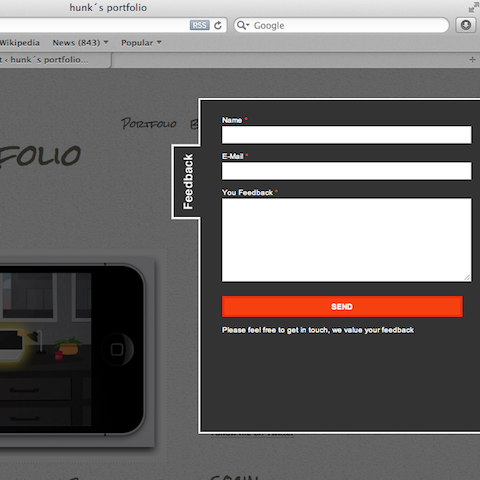 hunk´s portfolio
RSS
Google
Wikipedia
News (843)
Popular
t ‹ hunk´s portfolio...
Portfolio
folio
Name *
E-Mail *
Feedback
You Feedback *
SEND
Please feel free to get in touch, we value your feedback